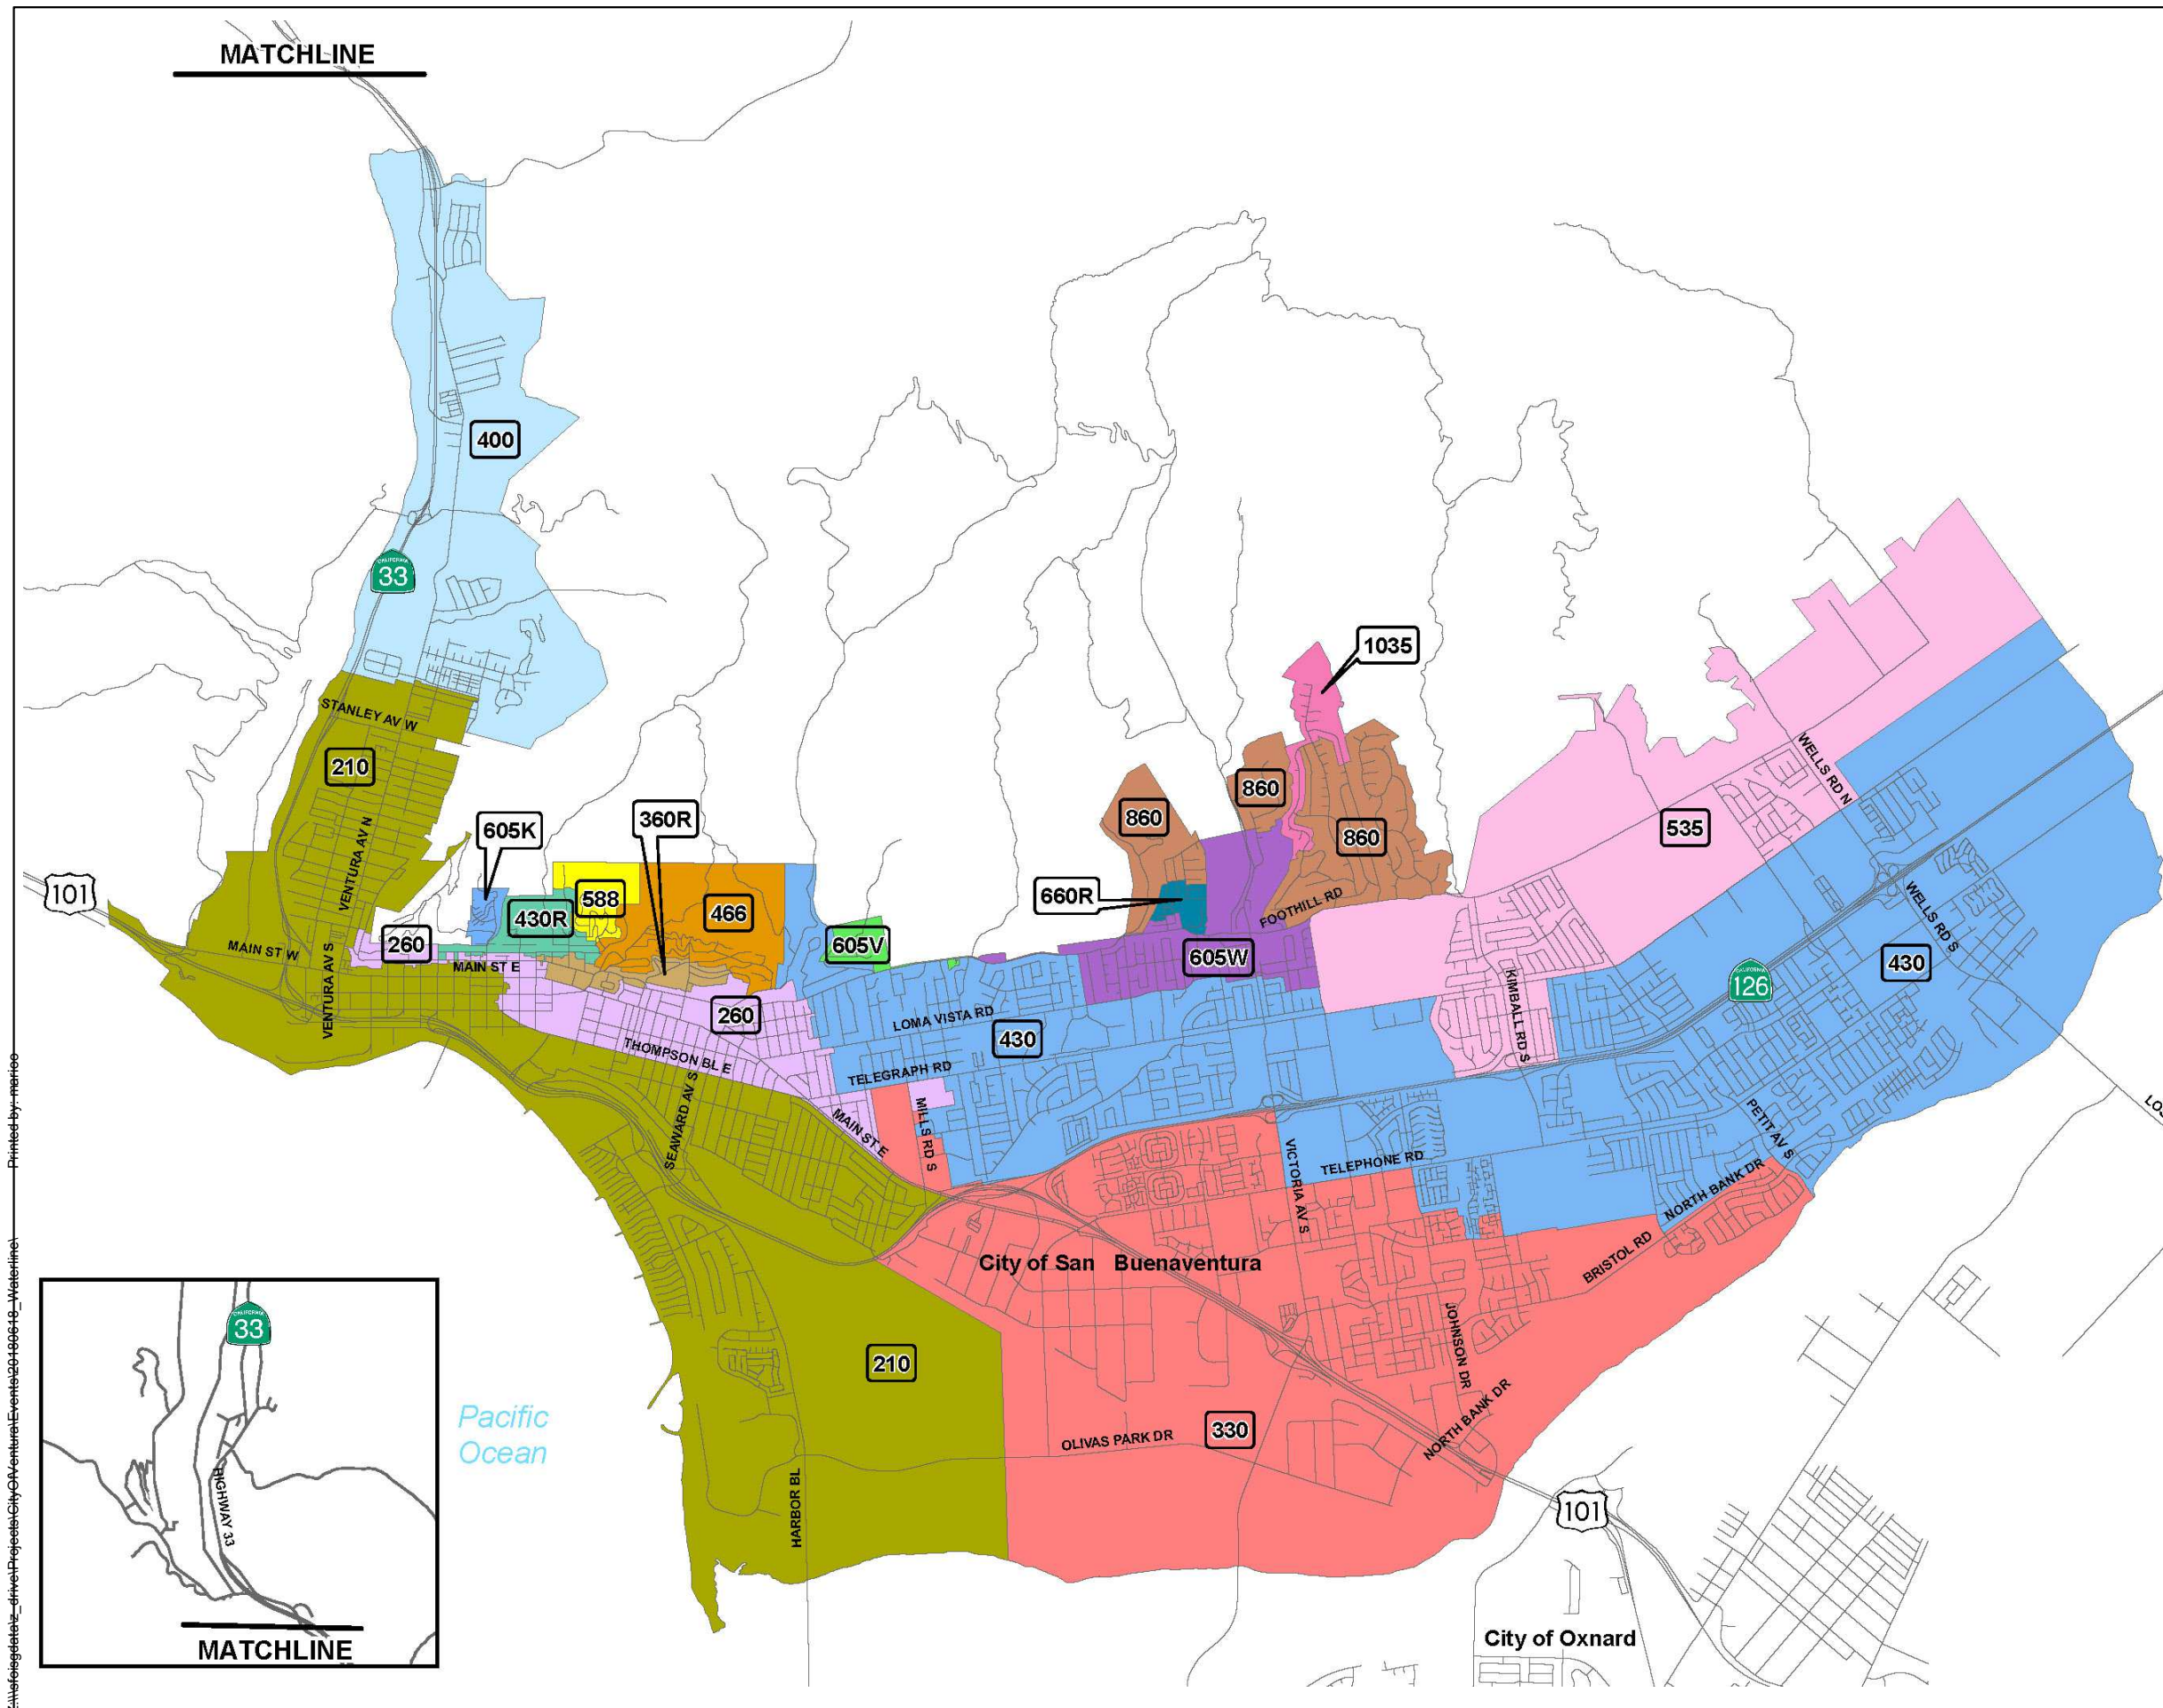 MATCHLINE
400
CALIFORNIA
33
1035
STANLEY AV W
210
WELLS RD N
860
860
860
535
605K
360R
VENTURA AV N
101
588
430R
466
660R
FOOTHILL RD
WELLS RD S
260
605V
605W
430
MAIN ST W
MAIN ST E
VENTURA AV S
KIMBALL RD S
CALIFORNIA
126
260
LOMA VISTA RD
430
THOMPSON BL E
TELEGRAPH RD
SEAWARD AV S
MAIN ST E
MILLS RD S
PETIT AV S
VICTORIA AV S
TELEPHONE RD
NORTH BANK DR
BRISTOL RD
City of San Buenaventura
JOHNSON DR
210
330
OLIVAS PARK DR
NORTH BANK DR
HARBOR BL
Pacific
Ocean
101
City of Oxnard
CALIFORNIA
33
HIGHWAY 33
MATCHLINE
Printed by: marioo